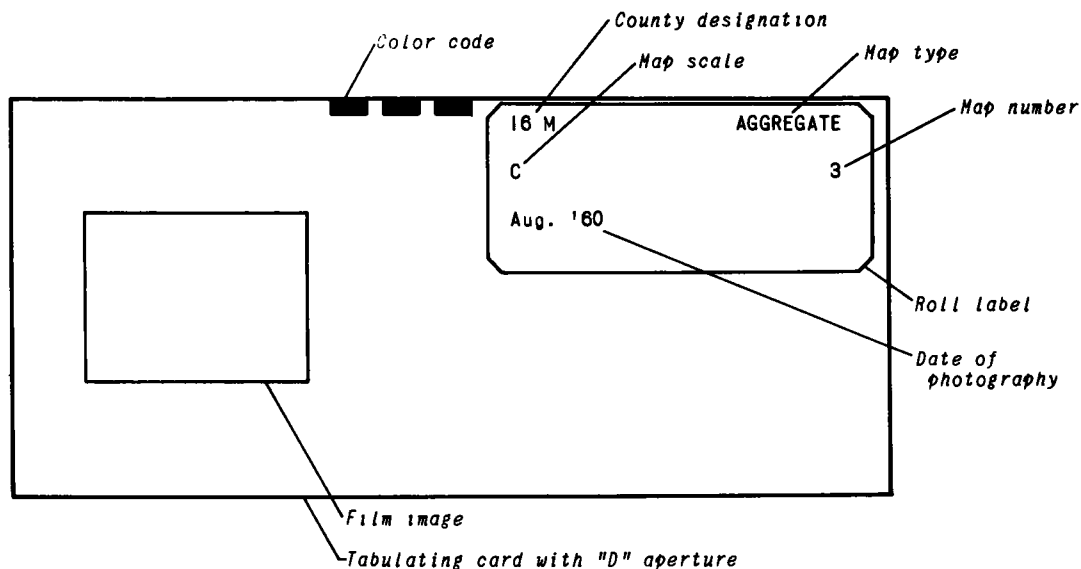 County designation
Color code
Map scale
Map type
Map number
16 M
AGGREGATE
C
3
Aug. '60
Roll label
Date of
photography
Film image
Tabulating card with "D" aperture